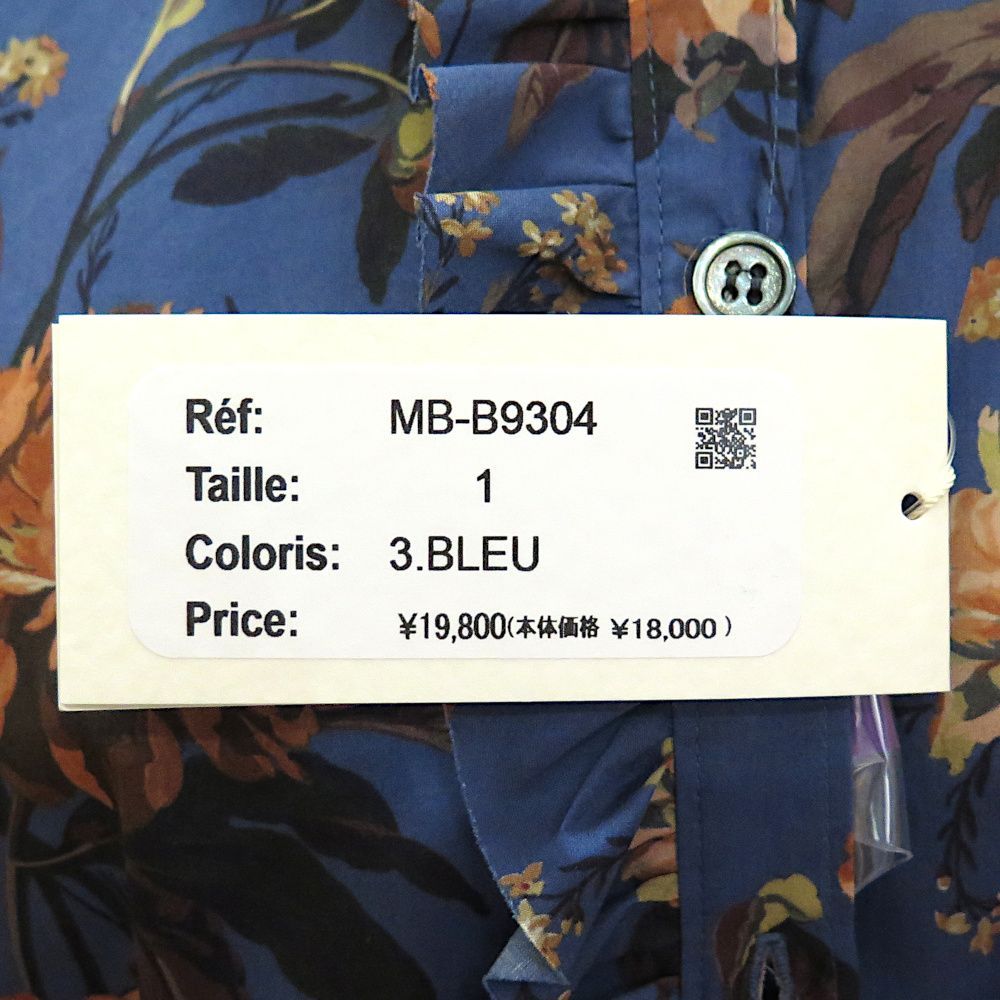 Réf: MB-B9304
Taille: 1
Coloris: 3.BLEU
Price: ¥19,800(本体価格 ¥18,000 )